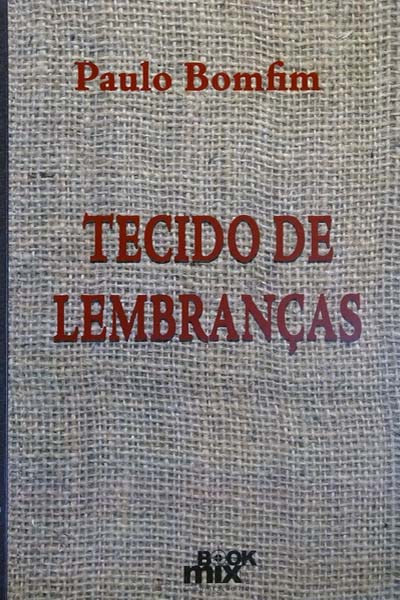 Paulo Bomfim
TECIDO DE
LEMBRANÇAS
BOOK
mix